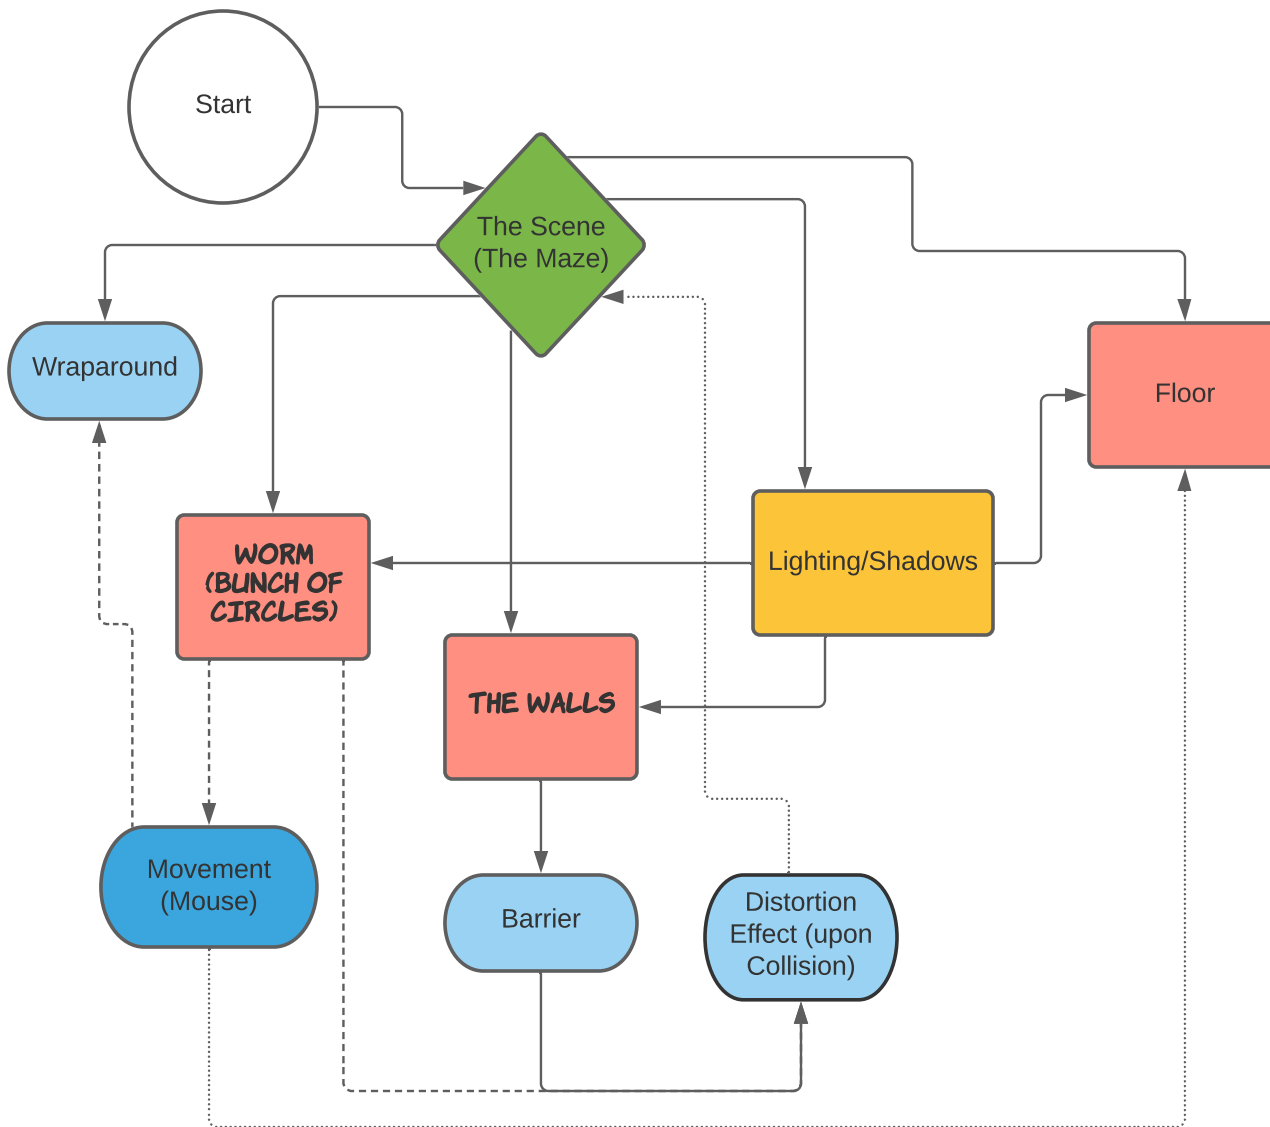 Start
The Scene
(The Maze)
Wraparound
Floor
WORM
(BUNCH OF
CIRCLES)
Lighting/Shadows
THE WALLS
Movement
(Mouse)
Barrier
Distortion
Effect (upon
Collision)